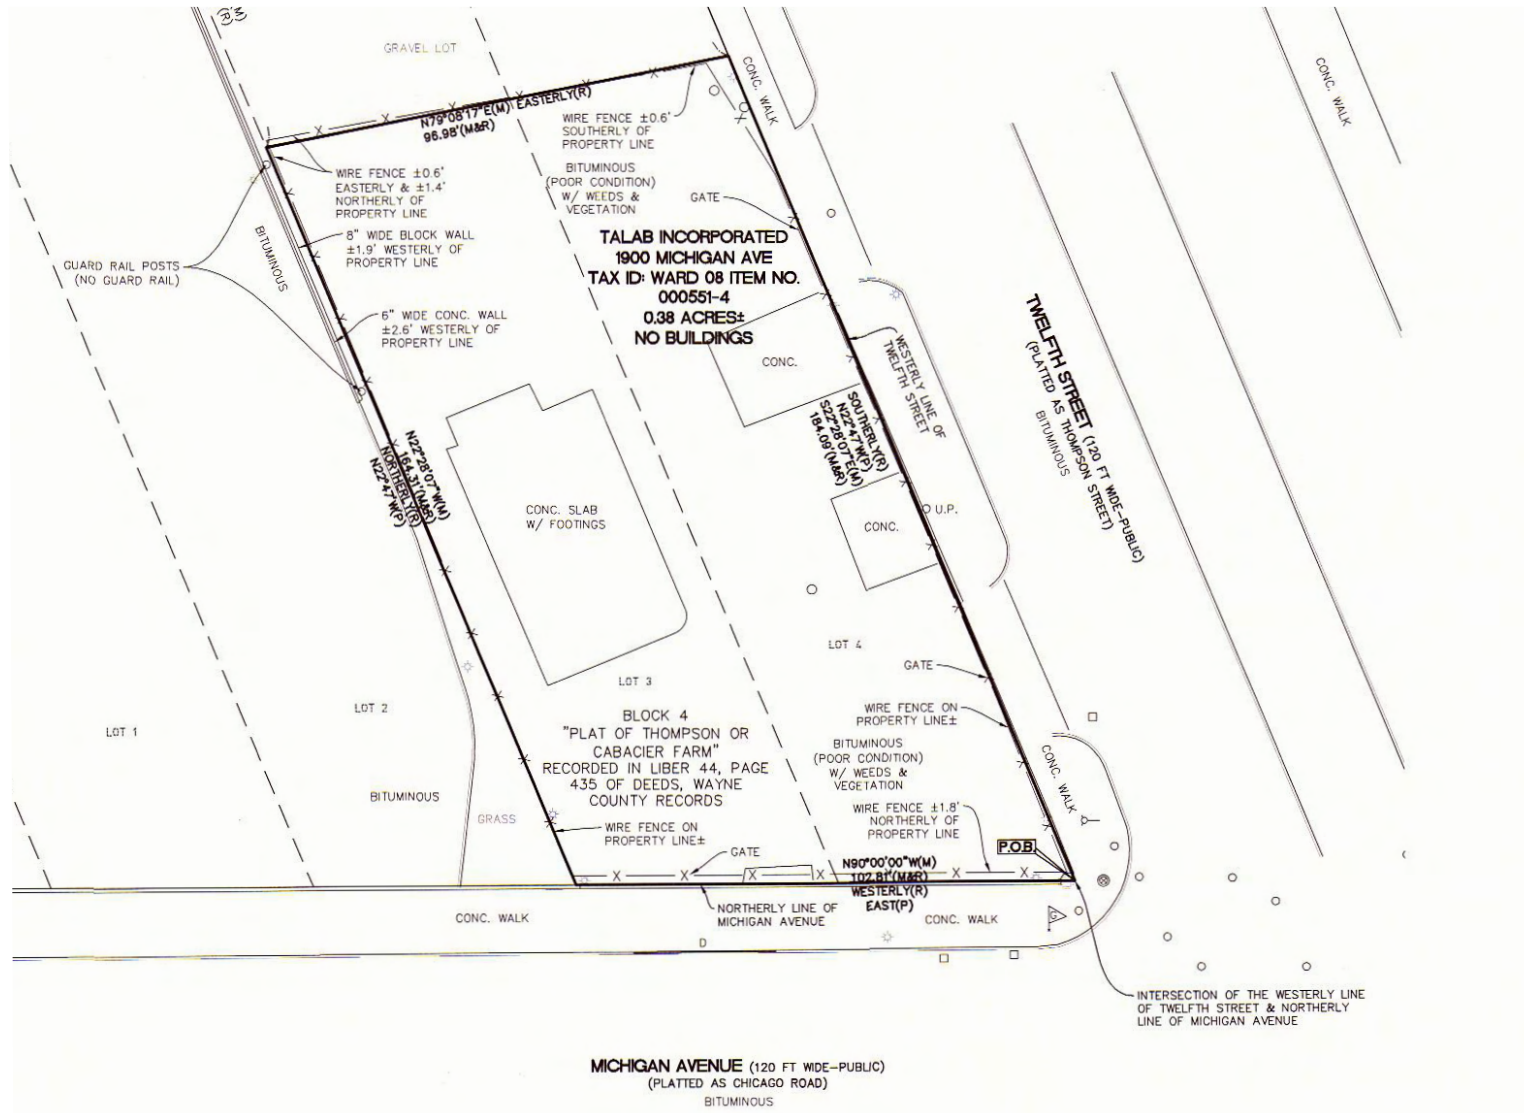 (M)
(R)
GRAVEL LOT
CONC. WALK
CONC. WALK
N79°08'17"E(M) EASTERLY(R)
96.98'(M&R)
WIRE FENCE ±0.6'
SOUTHERLY OF
PROPERTY LINE
WIRE FENCE ±0.6'
EASTERLY & ±1.4'
NORTHERLY OF
PROPERTY LINE
BITUMINOUS
(POOR CONDITION)
W/ WEEDS &
VEGETATION
GATE
8" WIDE BLOCK WALL
±1.9' WESTERLY OF
PROPERTY LINE
BITUMINOUS
GUARD RAIL POSTS
(NO GUARD RAIL)
TALAB INCORPORATED
1900 MICHIGAN AVE
TAX ID: WARD 08 ITEM NO.
000551-4
0.38 ACRES±
NO BUILDINGS
6" WIDE CONC. WALL
±2.6' WESTERLY OF
PROPERTY LINE
CONC.
WESTERLY LINE OF
TWELFTH STREET
TWELFTH STREET (120 FT WIDE-PUBLIC)
(PLATTED AS THOMPSON STREET)
BITUMINOUS
SOUTHERLY(R)
N22°47'W(P)
S22°28'07"E(M)
184.09'(M&R)
N22°28'07"W(M)
164.31'(M&R)
NORTHERLY(R)
N22°47'W(P)
CONC. SLAB
W/ FOOTINGS
CONC.
U.P.
LOT 4
GATE
LOT 3
LOT 2
LOT 1
WIRE FENCE ON
PROPERTY LINE±
BLOCK 4
"PLAT OF THOMPSON OR
CABACIER FARM"
RECORDED IN LIBER 44, PAGE
435 OF DEEDS, WAYNE
COUNTY RECORDS
BITUMINOUS
(POOR CONDITION)
W/ WEEDS &
VEGETATION
CONC. WALK
BITUMINOUS
GRASS
WIRE FENCE ±1.8'
NORTHERLY OF
PROPERTY LINE
WIRE FENCE ON
PROPERTY LINE±
GATE
P.O.B.
N90°00'00"W(M)
102.81'(M&R)
WESTERLY(R)
EAST(P)
NORTHERLY LINE OF
MICHIGAN AVENUE
CONC. WALK
CONC. WALK
G
D
INTERSECTION OF THE WESTERLY LINE
OF TWELFTH STREET & NORTHERLY
LINE OF MICHIGAN AVENUE
MICHIGAN AVENUE (120 FT WIDE-PUBLIC)
(PLATTED AS CHICAGO ROAD)
BITUMINOUS